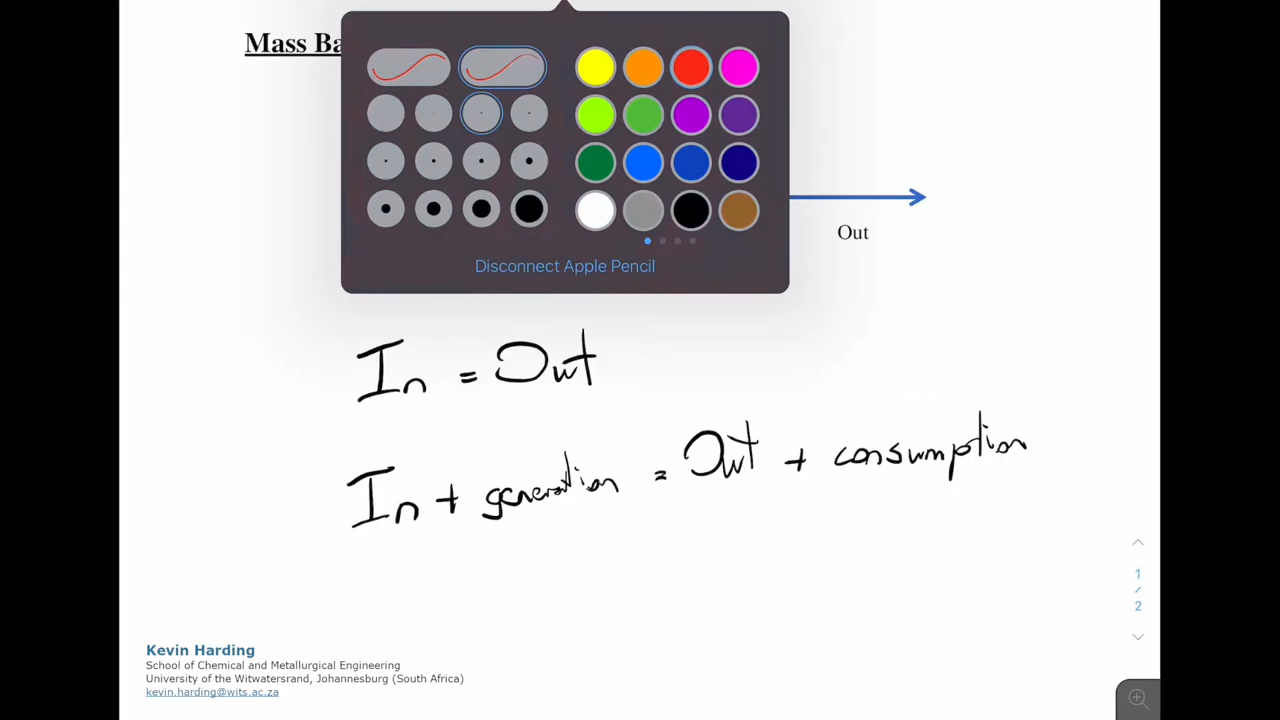 Mass Ba
Disconnect Apple Pencil
Out
In = Out
In + generation = Out + consumption
1
/
2
Kevin Harding
School of Chemical and Metallurgical Engineering
University of the Witwatersrand, Johannesburg (South Africa)
kevin.harding@wits.ac.za